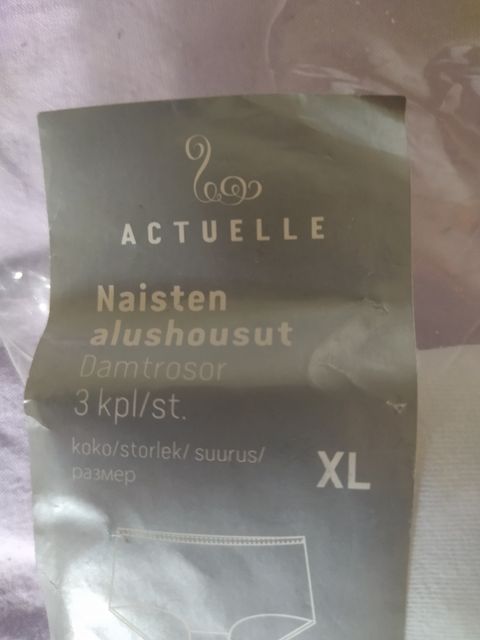 ACTUELLE
Naisten
alushousut
Damtrosor
3 kpl/st.
koko/storlek/ suurus/
размер
XL